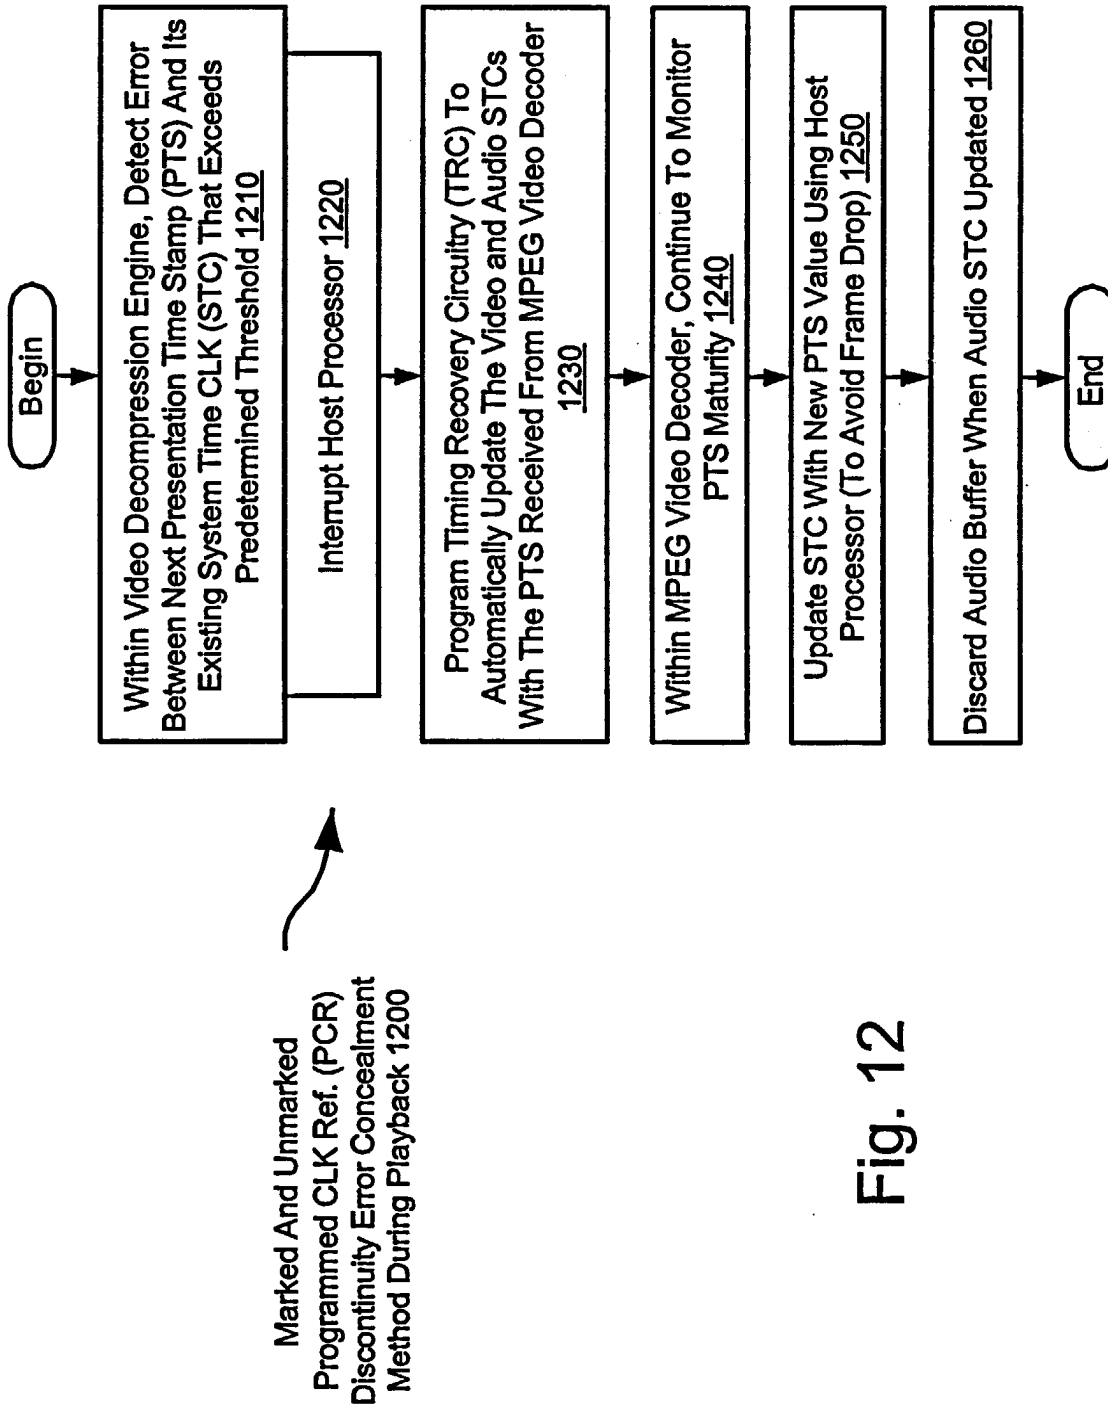 Begin
Within Video Decompression Engine, Detect Error
Between Next Presentation Time Stamp (PTS) And Its
Existing System Time CLK (STC) That Exceeds
Predetermined Threshold 1210
Interrupt Host Processor 1220
Program Timing Recovery Circuitry (TRC) To
Automatically Update The Video and Audio STCs
With The PTS Received From MPEG Video Decoder
1230
Within MPEG Video Decoder, Continue To Monitor
PTS Maturity 1240
Update STC With New PTS Value Using Host
Processor (To Avoid Frame Drop) 1250
Discard Audio Buffer When Audio STC Updated 1260
End
Marked And Unmarked
Programmed CLK Ref. (PCR)
Discontinuity Error Concealment
Method During Playback 1200
Fig. 12